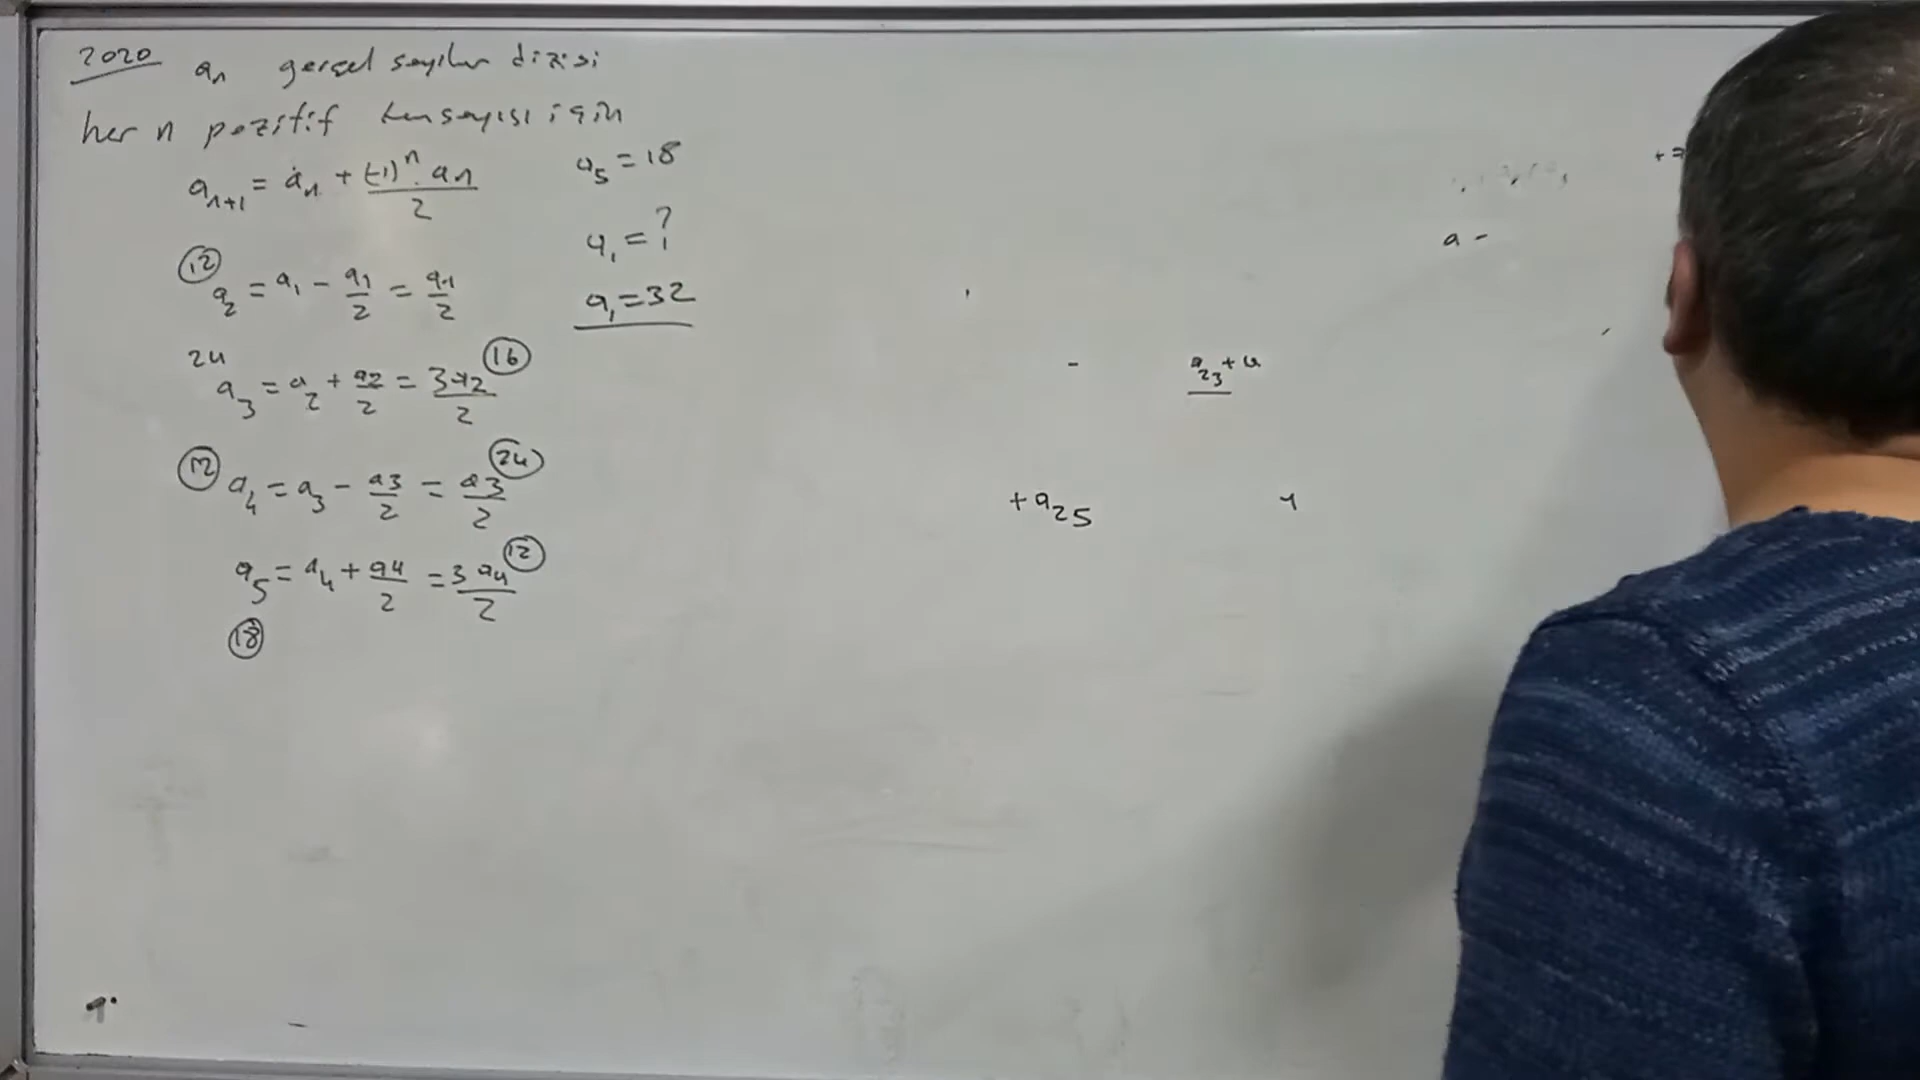 2020 aₙ gerçel sayılar dizisi
her n pozitif tamsayısı için
aₙ₊₁ = aₙ + (-1)ⁿ · aₙ / 2
a₅ = 18
a₁ = ?
a₁ = 32
12 a₂ = a₁ - a₁/2 = a₁/2
24 a₃ = a₂ + a₂/2 = 3a₂/2 16
12 a₄ = a₃ - a₃/2 = a₃/2 24
a₅ = a₄ + a₄/2 = 3a₄/2 12
18
a -
- a₂₃ +
+ a₂₅